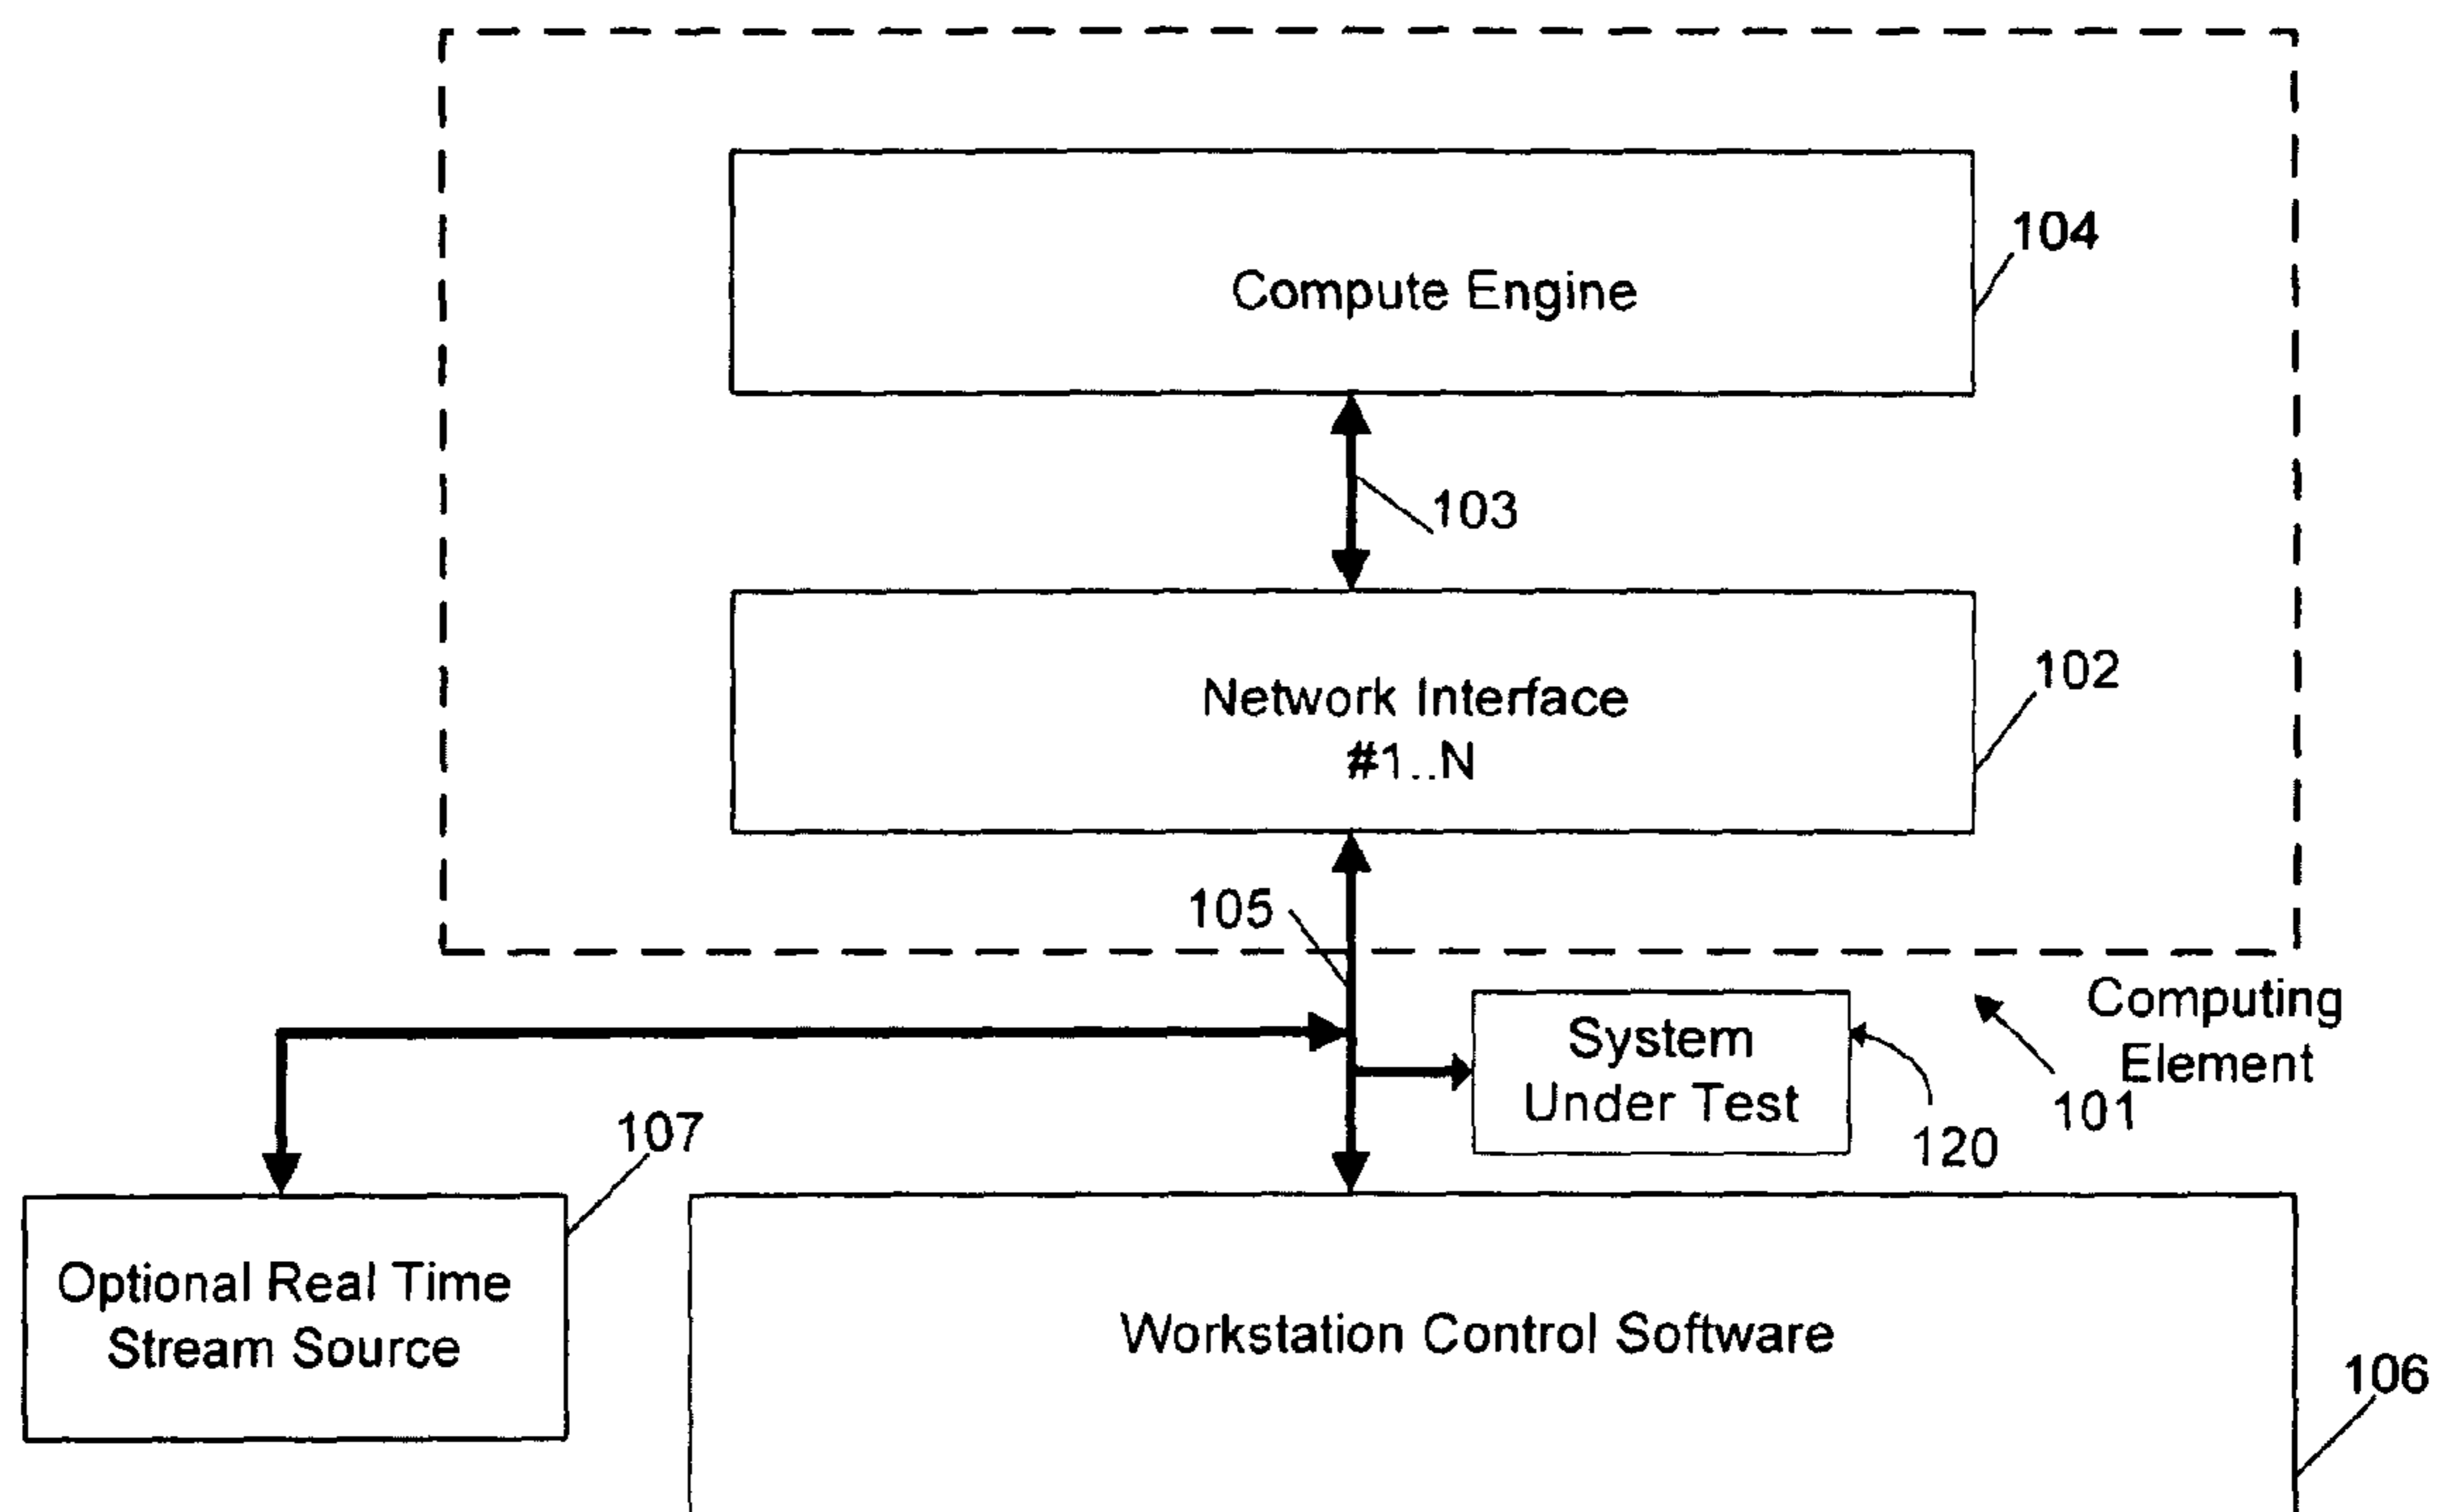 104
Compute Engine
103
102
Network Interface
#1..N
105
Computing
Element
101
System
Under Test
120
107
Optional Real Time
Stream Source
Workstation Control Software
106